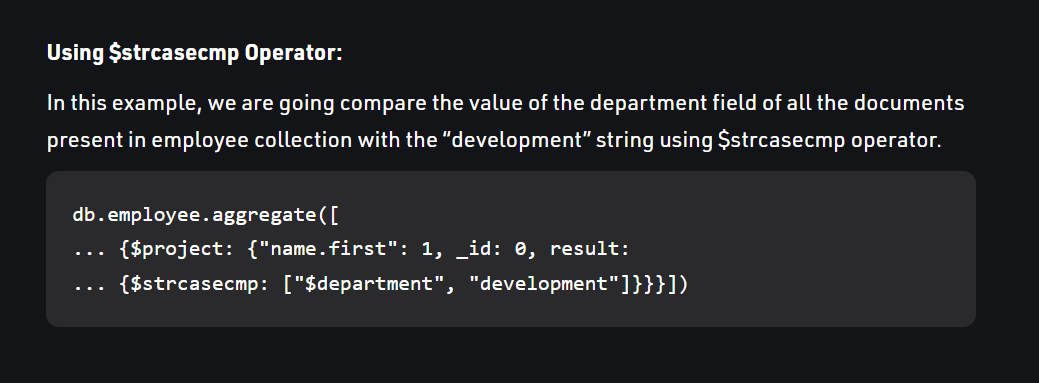 Using $strcasecmp Operator:
In this example, we are going compare the value of the department field of all the documents
present in employee collection with the “development” string using $strcasecmp operator.
db.employee.aggregate([
... {$project: {"name.first": 1, _id: 0, result:
... {$strcasecmp: ["$department", "development"]}}}])